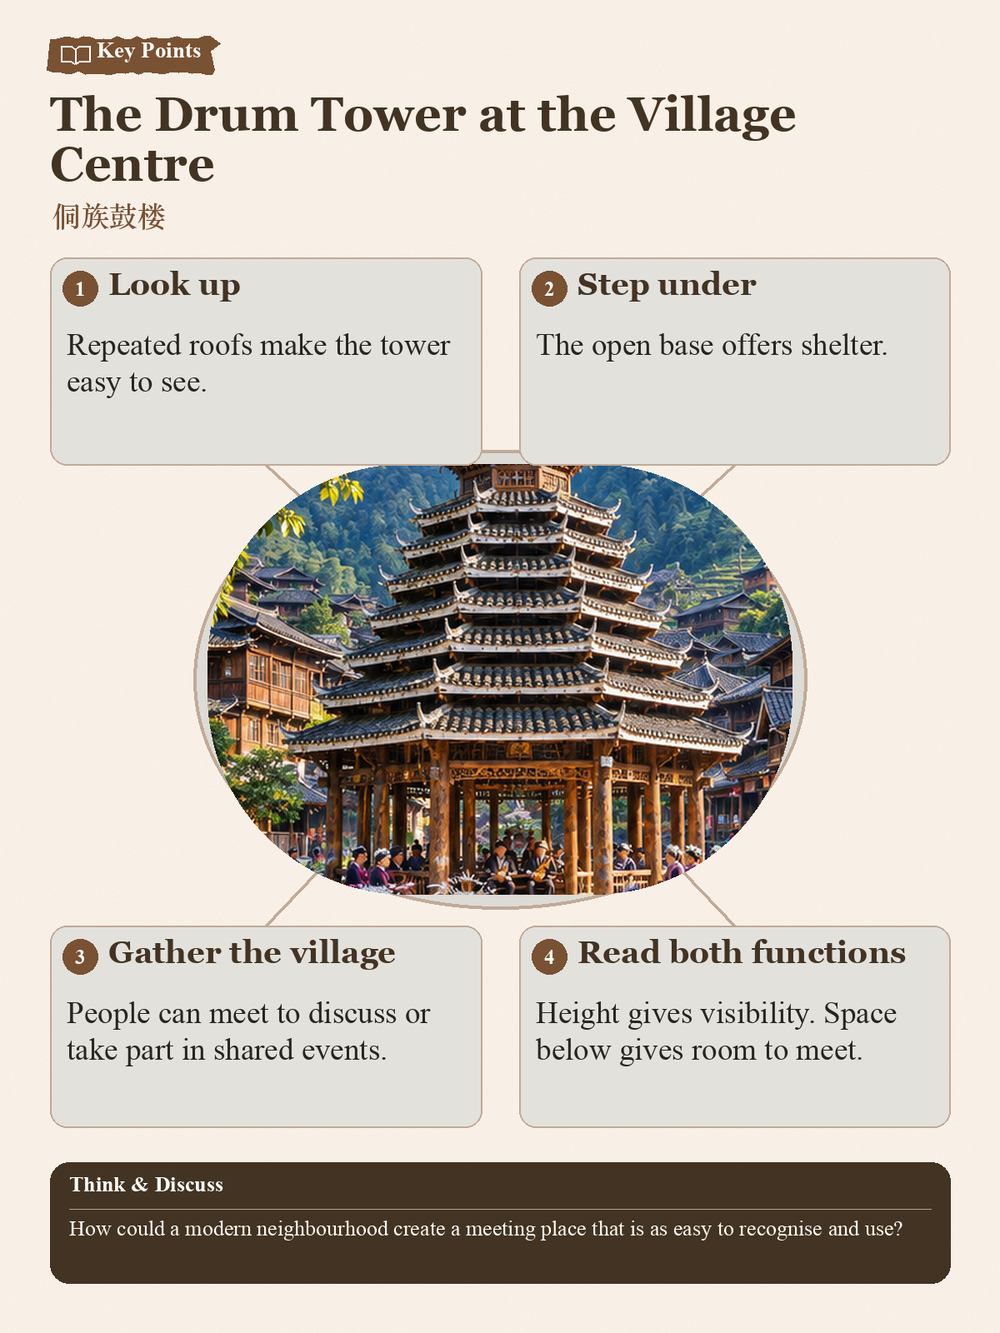 Key Points
The Drum Tower at the Village
Centre
侗族鼓楼
1 Look up
Repeated roofs make the tower
easy to see.
2 Step under
The open base offers shelter.
3 Gather the village
People can meet to discuss or
take part in shared events.
4 Read both functions
Height gives visibility. Space
below gives room to meet.
Think & Discuss
How could a modern neighbourhood create a meeting place that is as easy to recognise and use?